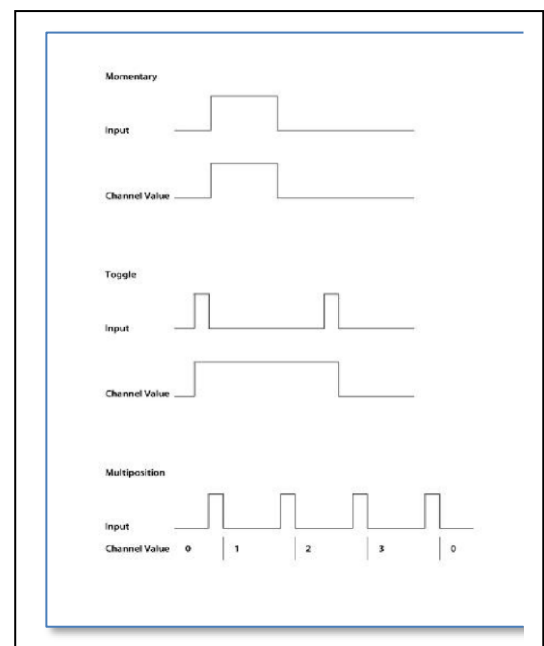 Momentary
Input
Channel Value
Toggle
Input
Channel Value
Multiposition
Input
Channel Value 0 1 2 3 0